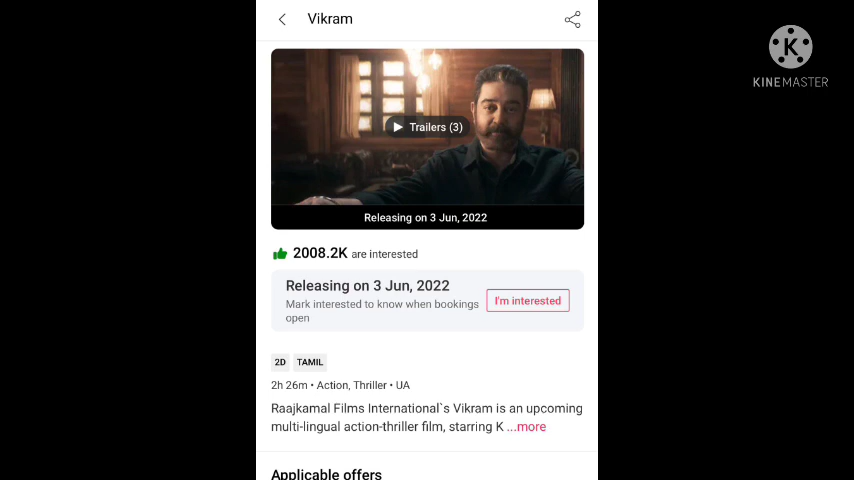 Vikram
K
KINEMASTER
Trailers (3)
Releasing on 3 Jun, 2022
2008.2K are interested
Releasing on 3 Jun, 2022
Mark interested to know when bookings
open
I'm interested
2D TAMIL
2h 26m • Action, Thriller • UA
Raajkamal Films International`s Vikram is an upcoming
multi-lingual action-thriller film, starring K ...more
Applicable offers